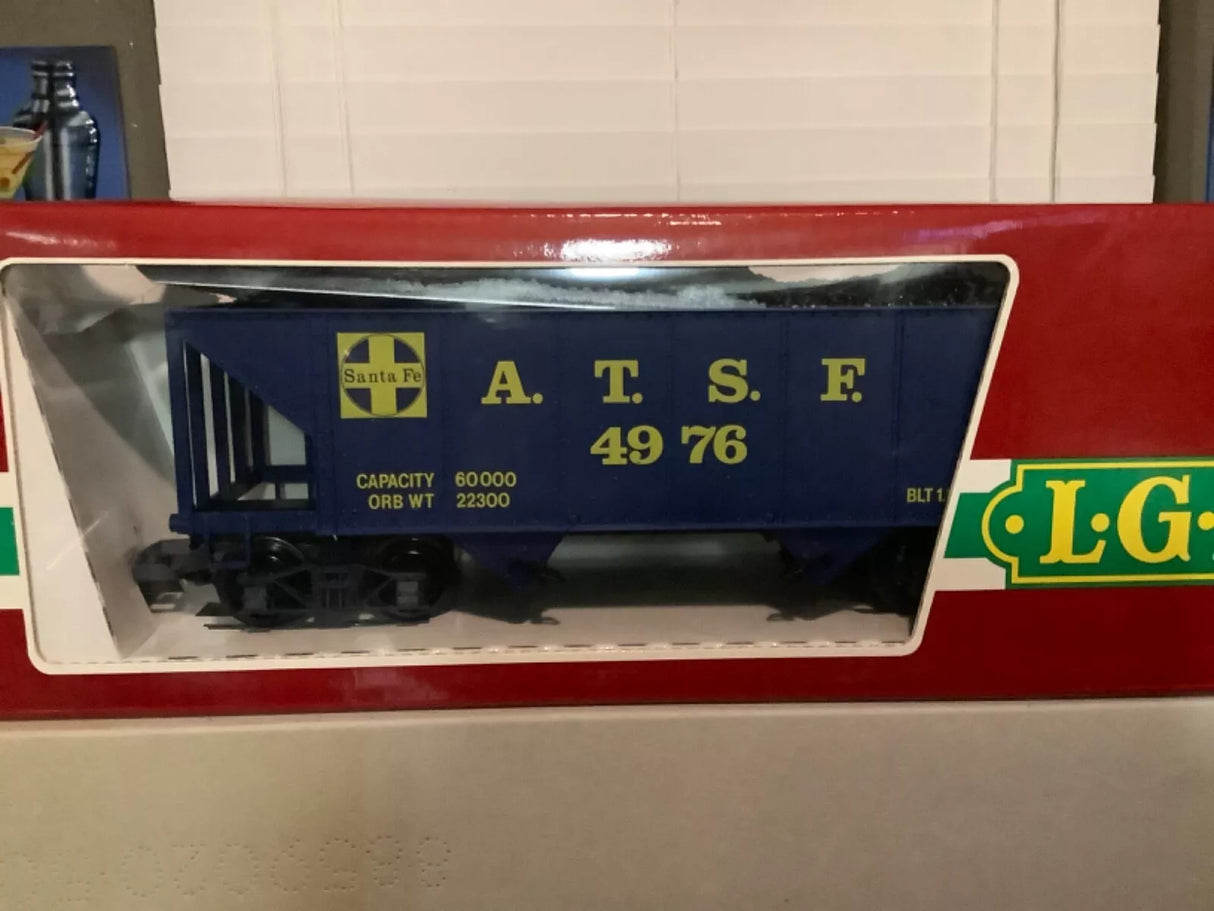 Santa Fe
A. T. S. F.
49 76
CAPACITY 60000
ORB WT 22300
BLT 1
L·G·